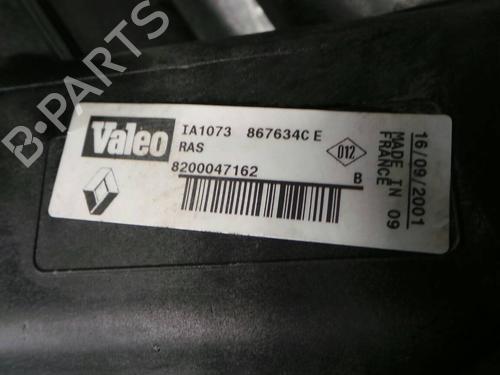 B-PARTS
Valeo
IA1073 867634C E
RAS
012
8200047162
B
16/09/2001
MADE IN 09
FRANCE